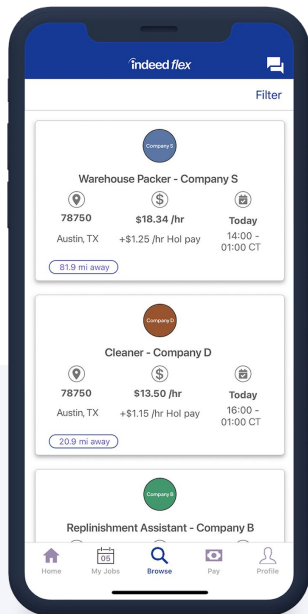 indeed flex
Filter
Company S
Warehouse Packer - Company S
78750
$18.34 /hr
Today
Austin, TX
+$1.25 /hr Hol pay
14:00 -
01:00 CT
81.9 mi away
Company D
Cleaner - Company D
78750
$13.50 /hr
Today
Austin, TX
+$1.15 /hr Hol pay
16:00 -
01:00 CT
20.9 mi away
Company B
Replinishment Assistant - Company B
05
Home
My Jobs
Browse
Pay
Profile